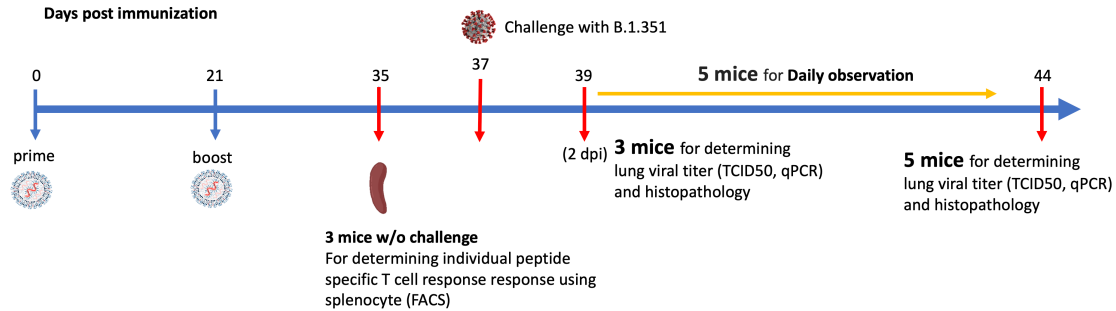 Days post immunization
Challenge with B.1.351
0
21
35
37
39
5 mice for Daily observation
44
prime
boost
(2 dpi)
3 mice for determining
lung viral titer (TCID50, qPCR)
and histopathology
5 mice for determining
lung viral titer (TCID50, qPCR)
and histopathology
3 mice w/o challenge
For determining individual peptide
specific T cell response response using
splenocyte (FACS)